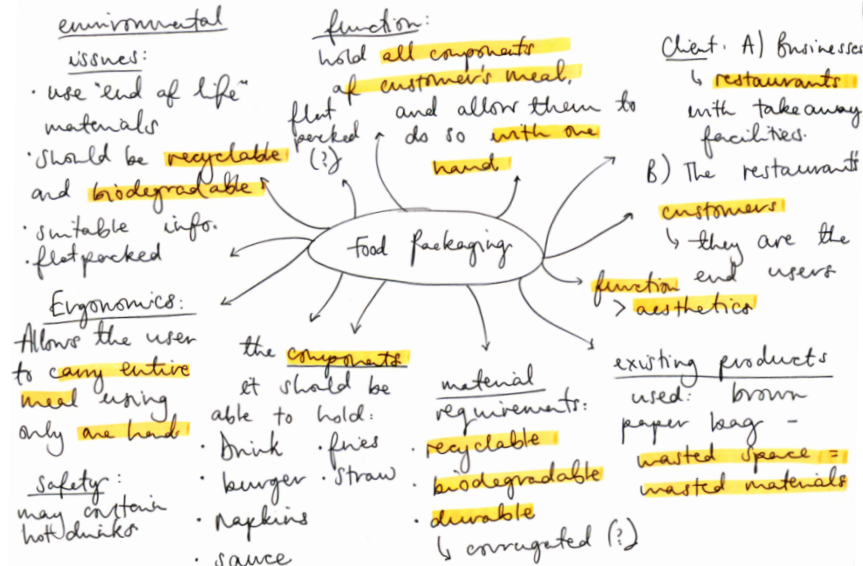 environmental
issues:
• use "end of life"
materials
• should be recyclable
and biodegradable
• suitable info.
• flatpacked
function:
hold all components
of customer's meal,
and allow them to
do so with one
hand
flat
packed
(?)
Client: A) Businesses
↳ restaurants
with takeaway
facilities.
B) The restaurants
customers
↳ they are the
end users
function
> aesthetics
Food Packaging
Ergonomics:
Allows the user
to carry entire
meal using
only one hand
safety:
may contain
hot drinks
the components
it should be
able to hold:
• Drink
• burger
• napkins
• sauce
• fries
• straw
material
requirements:
• recyclable
• biodegradable
• durable
↳ corrugated (?)
existing products
used: brown
paper bag -
wasted space =
wasted materials